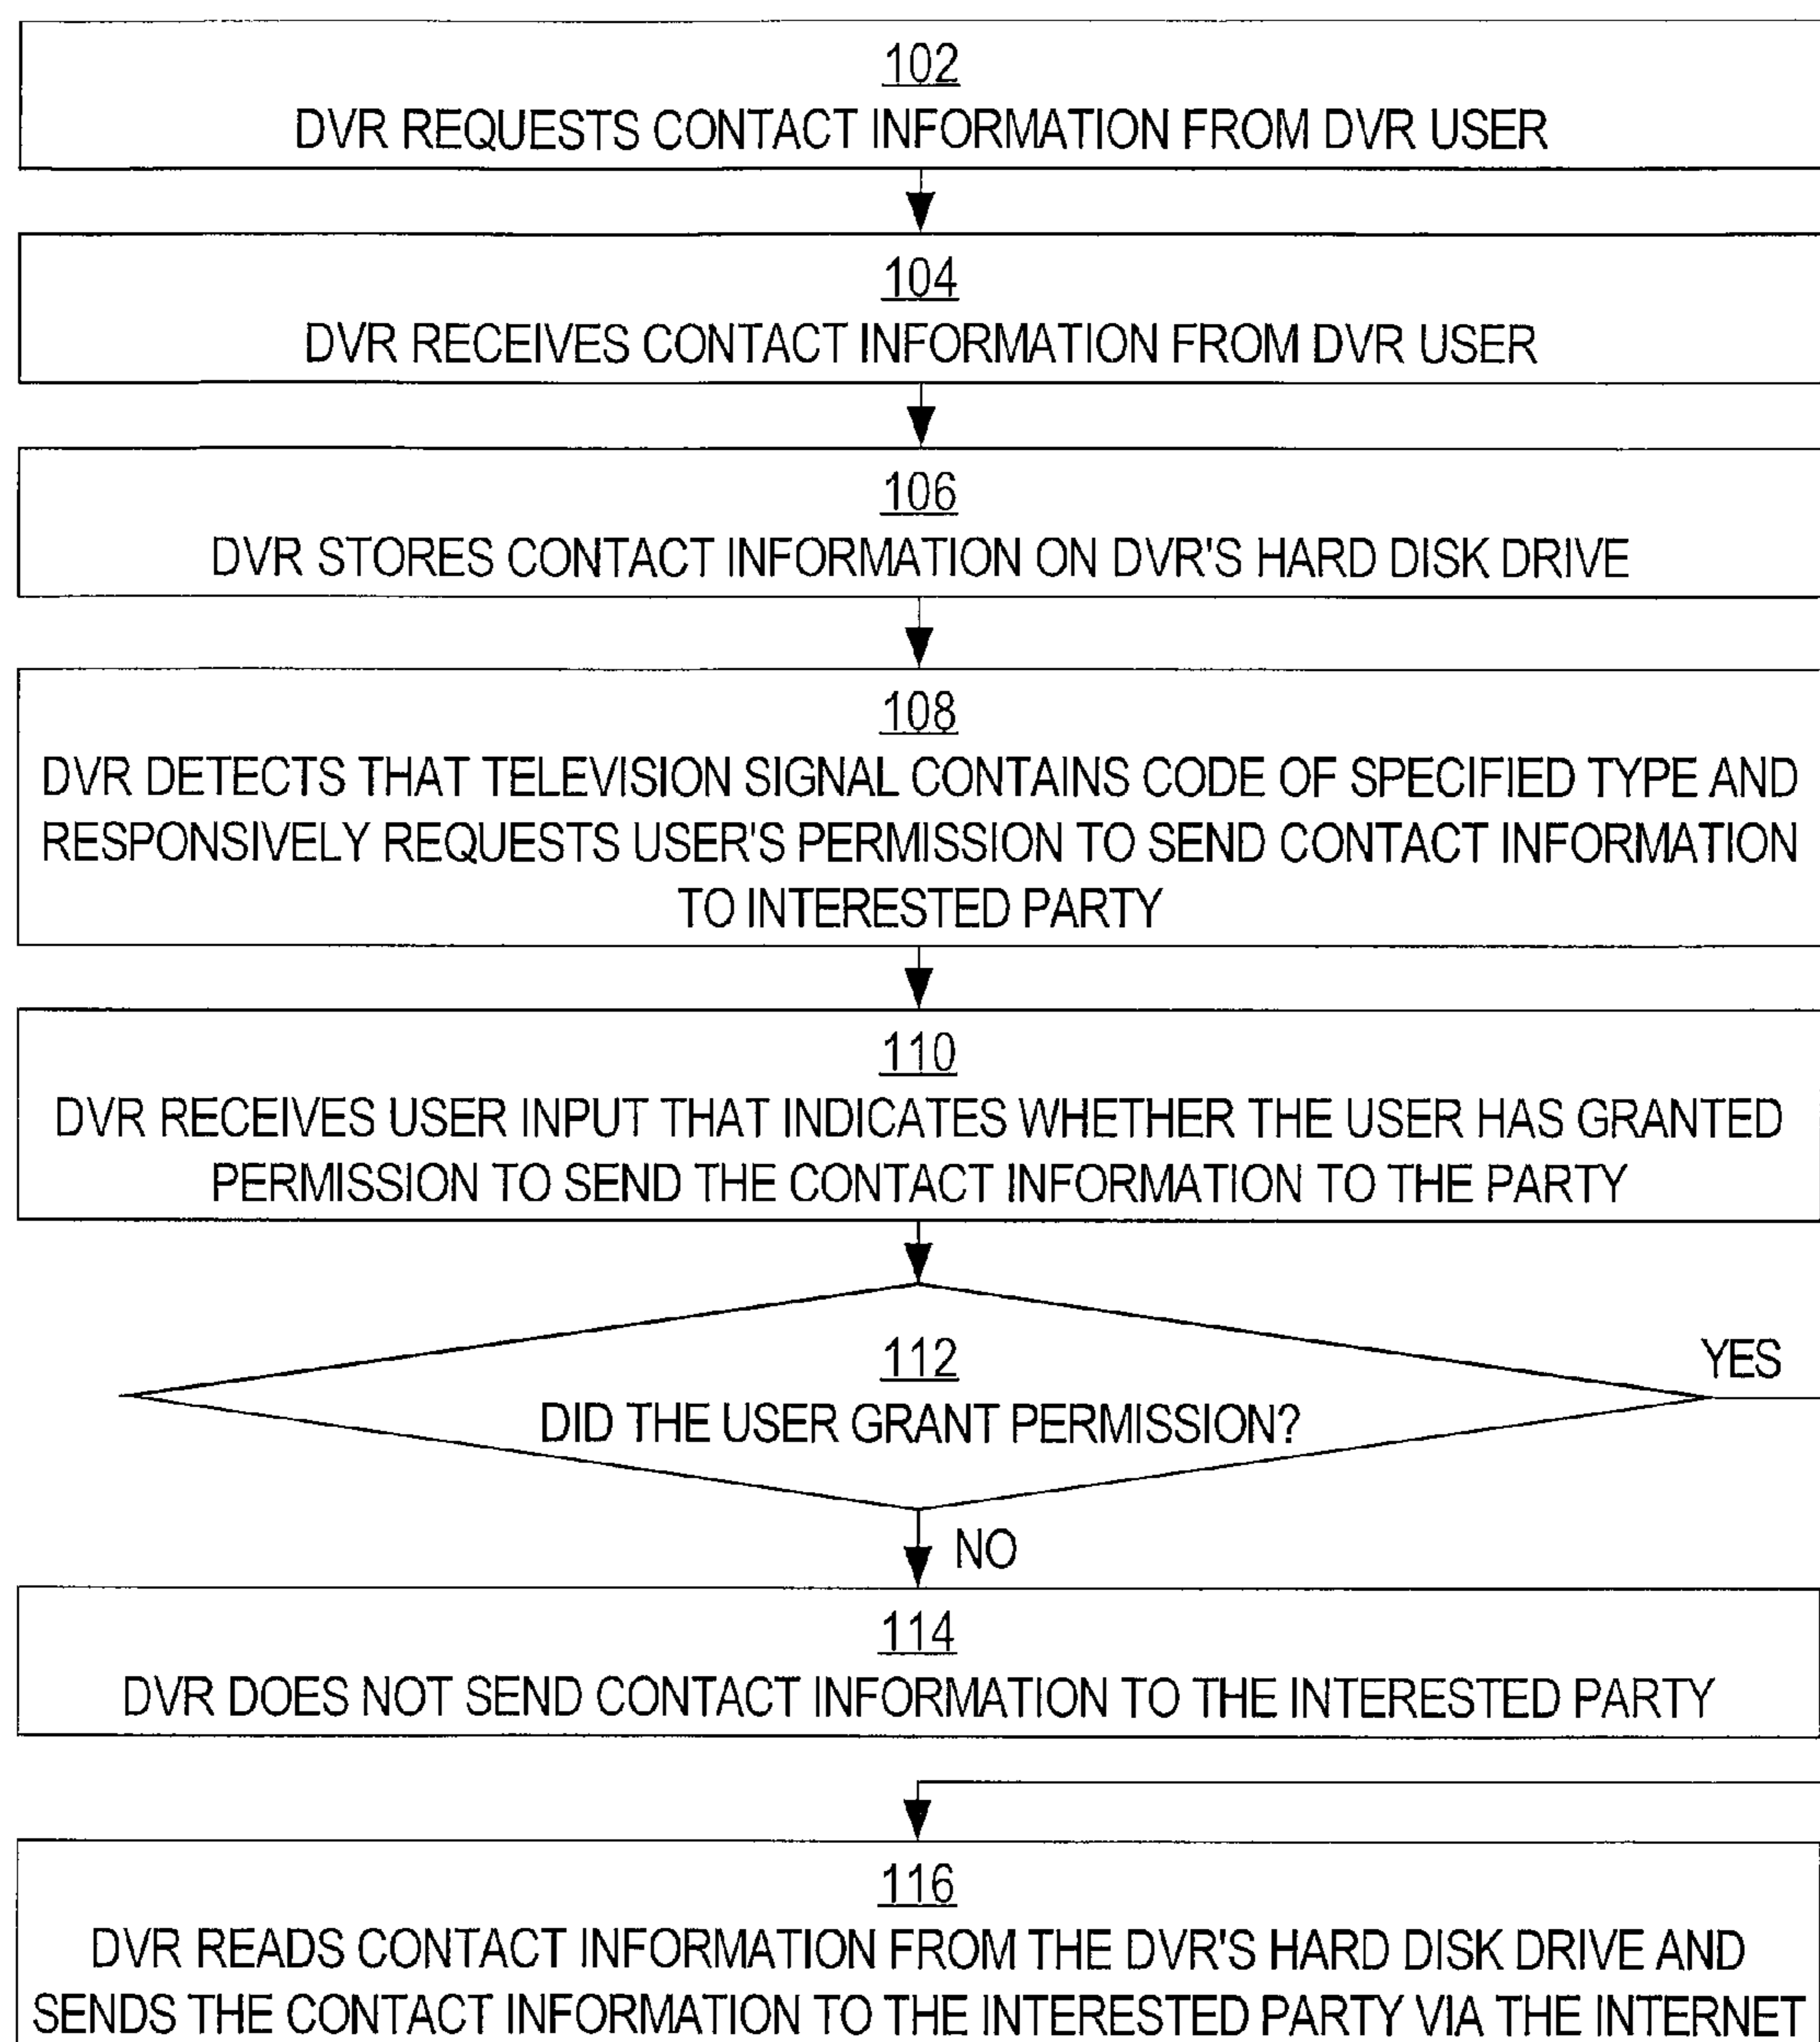 102
DVR REQUESTS CONTACT INFORMATION FROM DVR USER
104
DVR RECEIVES CONTACT INFORMATION FROM DVR USER
106
DVR STORES CONTACT INFORMATION ON DVR'S HARD DISK DRIVE
108
DVR DETECTS THAT TELEVISION SIGNAL CONTAINS CODE OF SPECIFIED TYPE AND
RESPONSIVELY REQUESTS USER'S PERMISSION TO SEND CONTACT INFORMATION
TO INTERESTED PARTY
110
DVR RECEIVES USER INPUT THAT INDICATES WHETHER THE USER HAS GRANTED
PERMISSION TO SEND THE CONTACT INFORMATION TO THE PARTY
112
YES
DID THE USER GRANT PERMISSION?
NO
114
DVR DOES NOT SEND CONTACT INFORMATION TO THE INTERESTED PARTY
116
DVR READS CONTACT INFORMATION FROM THE DVR'S HARD DISK DRIVE AND
SENDS THE CONTACT INFORMATION TO THE INTERESTED PARTY VIA THE INTERNET